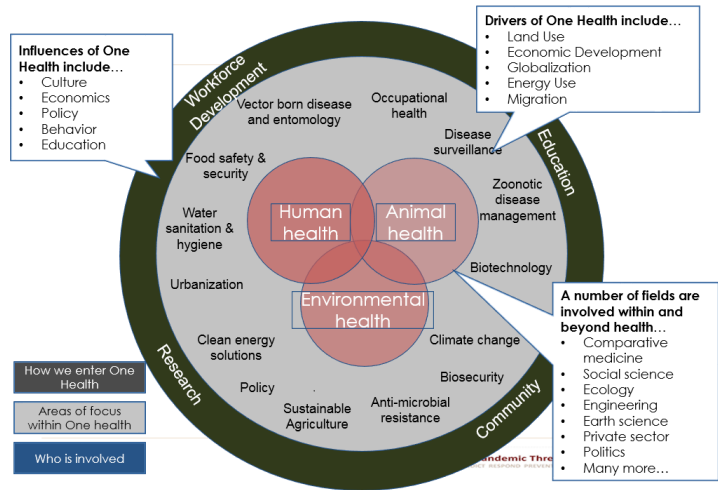 Influences of One
Health include…
• Culture
• Economics
• Policy
• Behavior
• Education
Drivers of One Health include…
• Land Use
• Economic Development
• Globalization
• Energy Use
• Migration
Workforce
Development
Education
Community
Research
Vector born disease
and entomology
Occupational
health
Disease
surveillance
Food safety &
security
Zoonotic
disease
management
Water
sanitation &
hygiene
Human
health
Animal
health
Environmental
health
Biotechnology
Urbanization
Clean energy
solutions
Climate change
Policy
Biosecurity
Sustainable
Agriculture
Anti-microbial
resistance
A number of fields are
involved within and
beyond health…
• Comparative
medicine
• Social science
• Ecology
• Engineering
• Earth science
• Private sector
• Politics
• Many more…
How we enter One
Health
Areas of focus
within One health
Who is involved
RESPOND